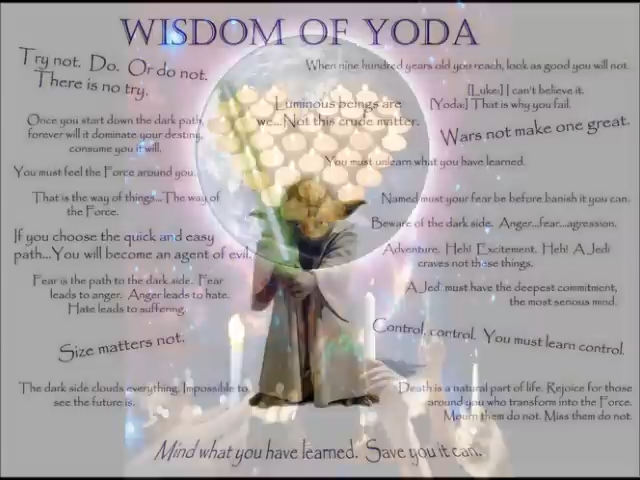 WISDOM OF YODA
Try not. Do. Or do not.
There is no try.
When nine hundred years old you reach, look as good you will not.
[Luke:] I can't believe it.
[Yoda:] That is why you fail.
Luminous beings are
we...Not this crude matter.
Wars not make one great.
Once you start down the dark path,
forever will it dominate your destiny,
consume you it will.
You must unlearn what you have learned.
You must feel the Force around you.
That is the way of things...The way of
the Force.
Named must your fear be before banish it you can.
Beware of the dark side. Anger...fear...agression.
If you choose the quick and easy
path...You will become an agent of evil.
Adventure. Heh! Excitement. Heh! A Jedi
craves not these things.
Fear is the path to the dark side. Fear
leads to anger. Anger leads to hate.
Hate leads to suffering.
A Jedi must have the deepest commitment,
the most serious mind.
Size matters not.
Control, control. You must learn control.
The dark side clouds everything. Impossible to
see the future is.
Death is a natural part of life. Rejoice for those
around you who transform into the Force.
Mourn them do not. Miss them do not.
Mind what you have learned. Save you it can.